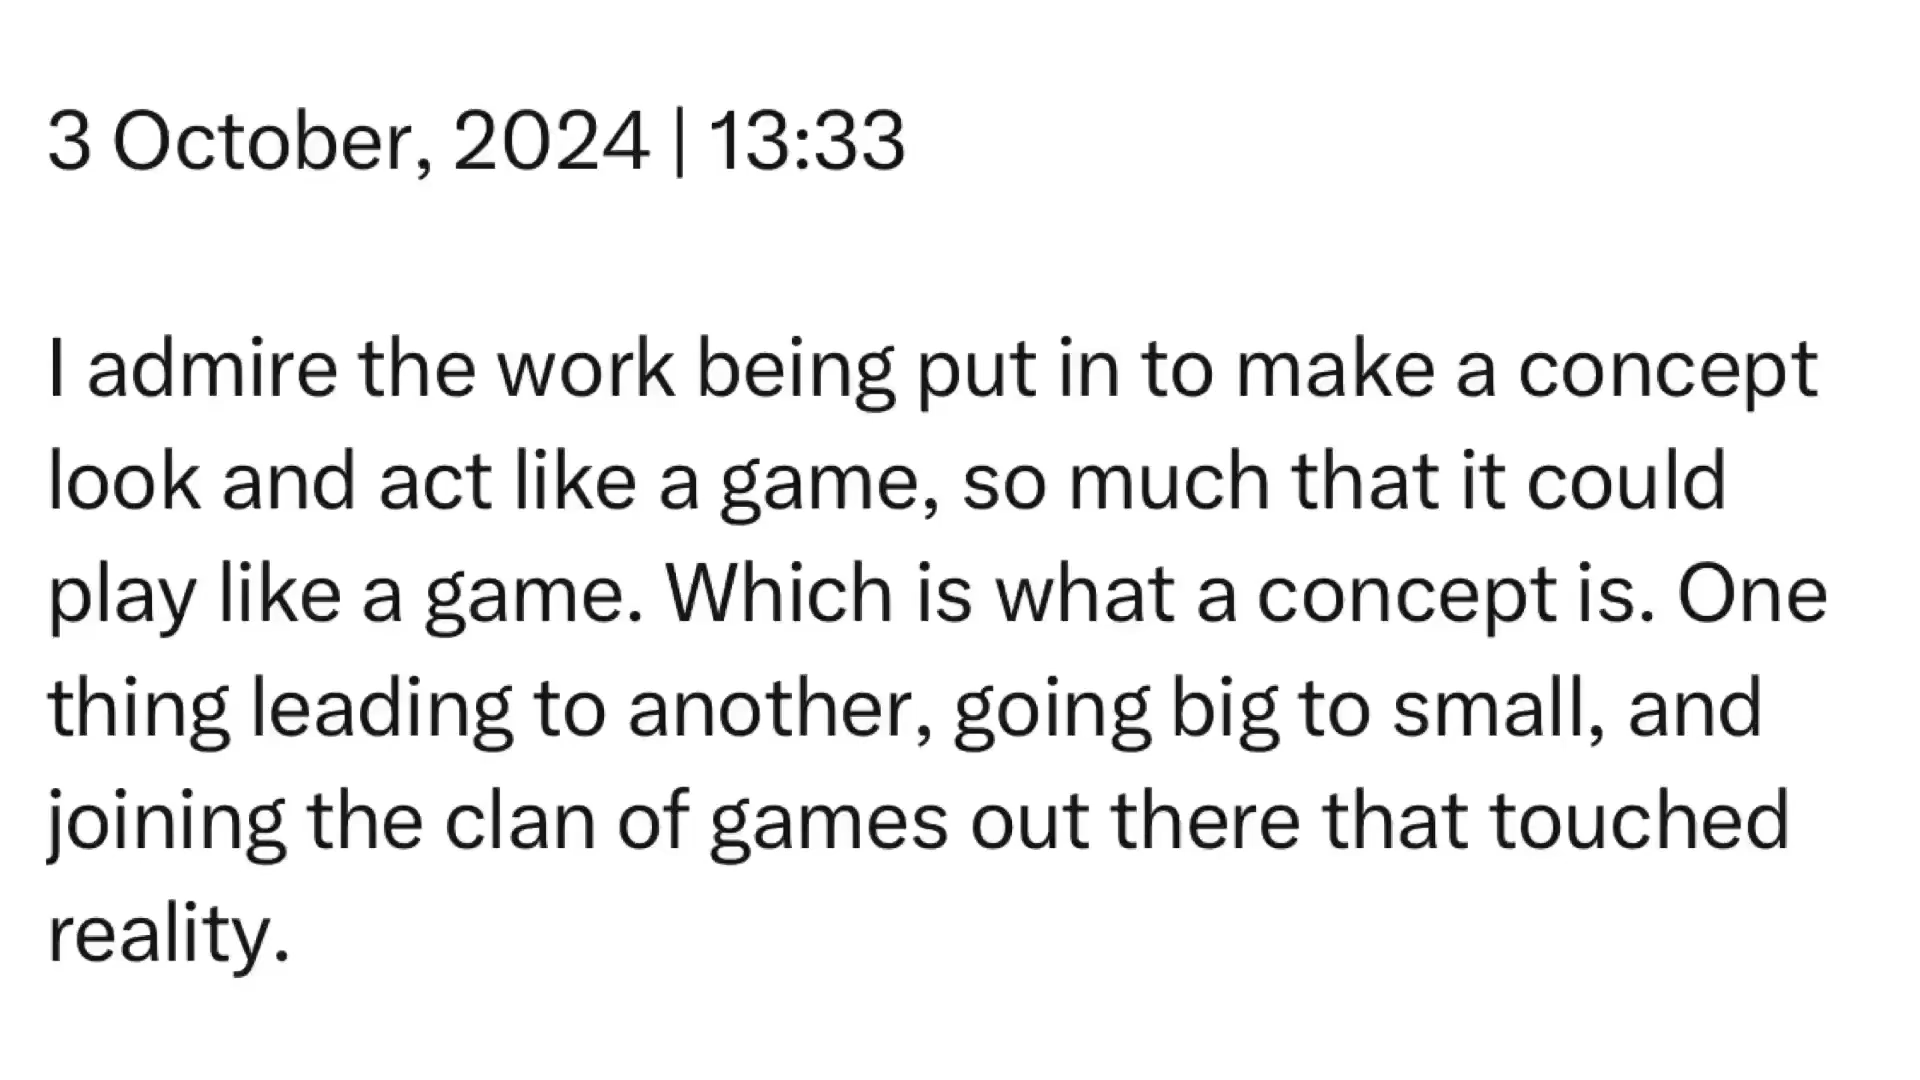 3 October, 2024 | 13:33
I admire the work being put in to make a concept
look and act like a game, so much that it could
play like a game. Which is what a concept is. One
thing leading to another, going big to small, and
joining the clan of games out there that touched
reality.